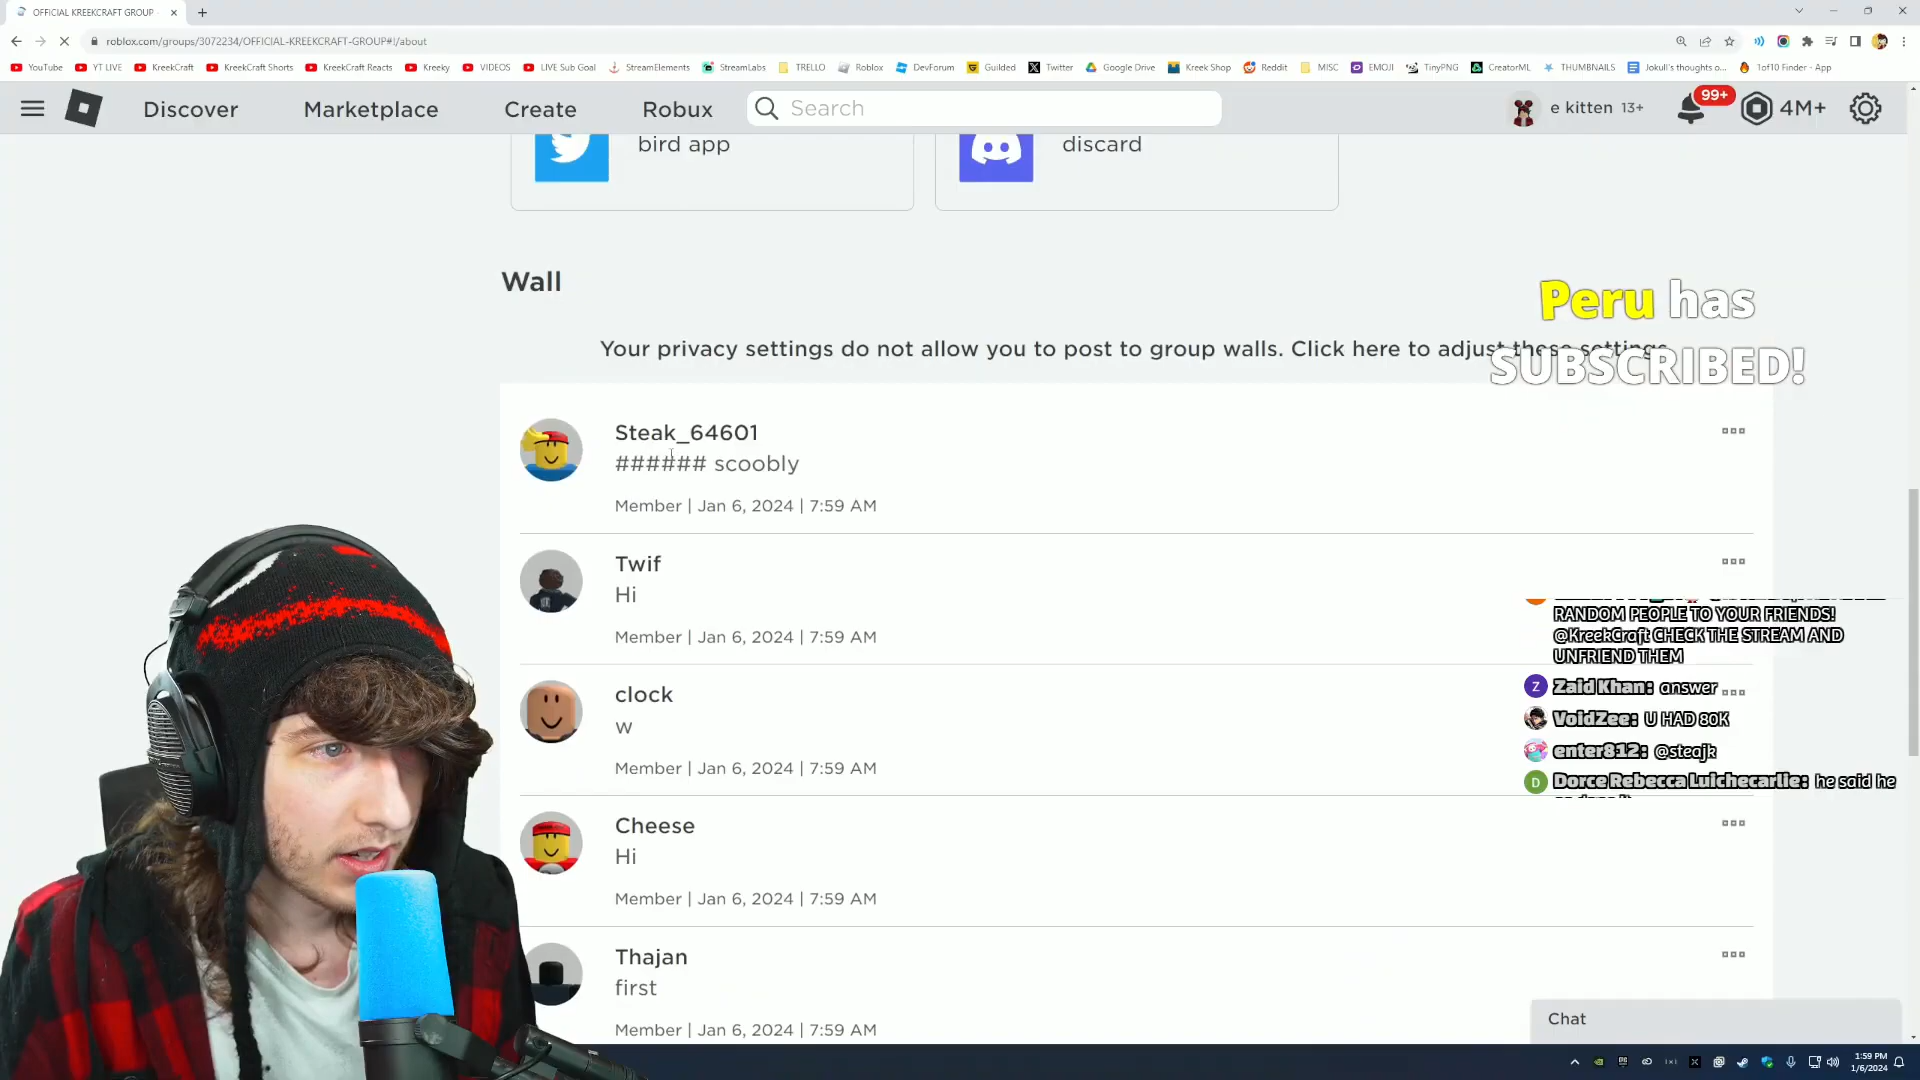 OFFICIAL KREEKCRAFT GROUP
roblox.com/groups/3072234/OFFICIAL-KREEKCRAFT-GROUP#!/about
YouTube YT LIVE KreekCraft KreekCraft Shorts KreekCraft Reacts Kreeky VIDEOS LIVE Sub Goal StreamElements StreamLabs TRELLO Roblox DevForum Guilded Twitter Google Drive Kreek Shop Reddit MISC EMOJI TinyPNG CreatorML THUMBNAILS Jokull's thoughts o... 1of10 Finder - App
Discover Marketplace Create Robux Search e kitten 13+ 99+ 4M+
bird app discard
Wall
Peru has
SUBSCRIBED!
Your privacy settings do not allow you to post to group walls. Click here to adjust these settings.
Steak_64601
###### scoobly
Member | Jan 6, 2024 | 7:59 AM
Twif
Hi
Member | Jan 6, 2024 | 7:59 AM
clock
w
Member | Jan 6, 2024 | 7:59 AM
Cheese
Hi
Member | Jan 6, 2024 | 7:59 AM
Thajan
first
Member | Jan 6, 2024 | 7:59 AM
RANDOM PEOPLE TO YOUR FRIENDS!
@KreekCraft CHECK THE STREAM AND
UNFRIEND THEM
Z Zaid Khan: answer
VoidZee: U HAD 80K
enter812: @steajk
D Dorce Rebecca Luichecarlie: he said he
Chat
1:59 PM
1/6/2024